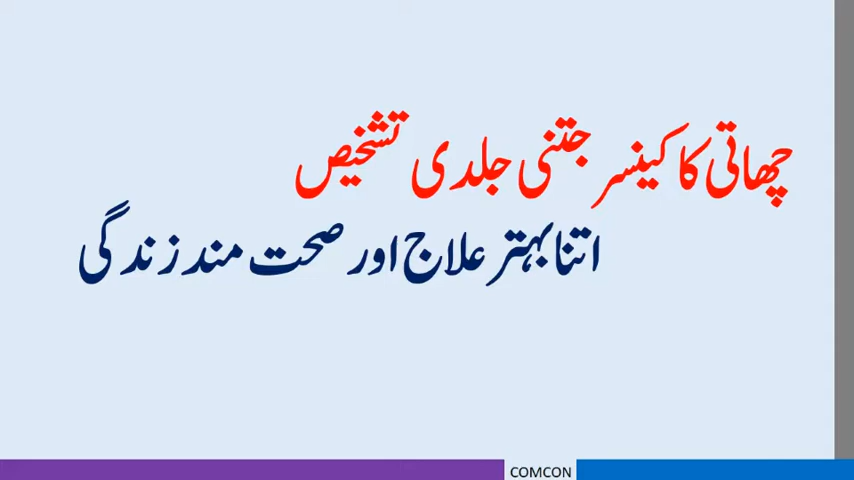 چھاتی کا کینسر جتنی جلدی تشخیص
اتنا بہتر علاج اور صحت مند زندگی
COMCON